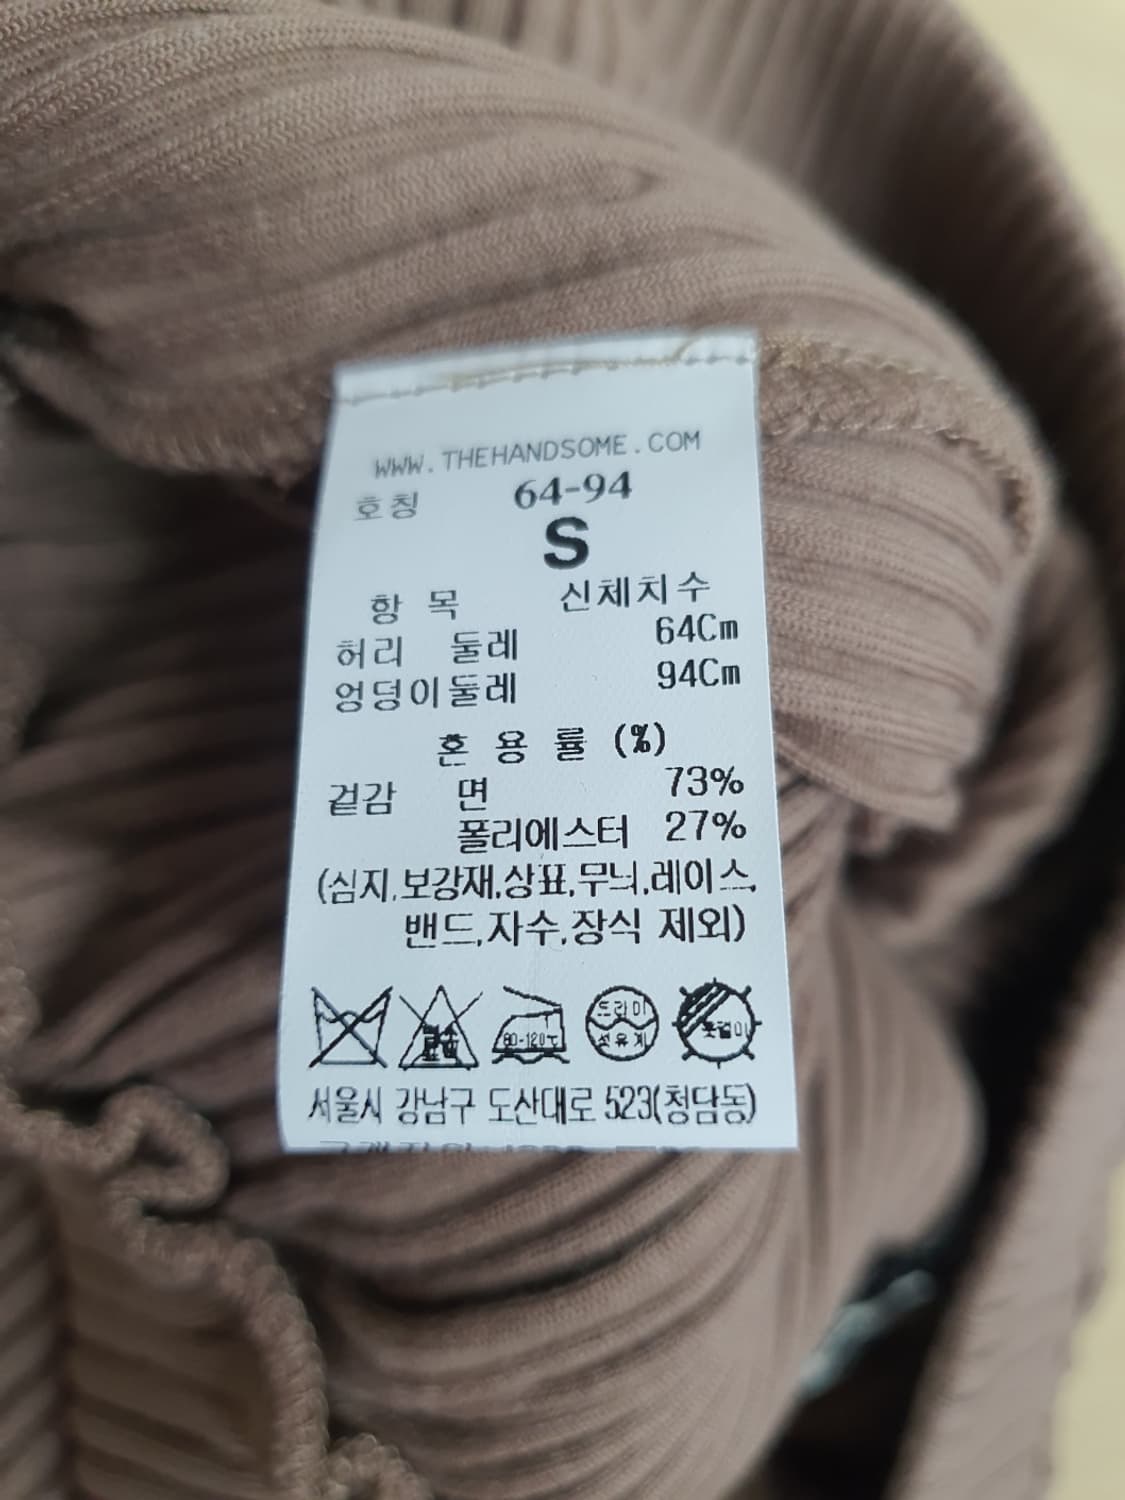 WWW.THEHANDSOME.COM
호칭 64-94
S
항 목 신체치수
허리 둘레 64Cm
엉덩이둘레 94Cm
혼 용 률 (%)
겉감 면 73%
폴리에스터 27%
(심지,보강재,상표,무늬,레이스,
밴드,자수,장식 제외)
80-120℃ 드라이 석유계 옷걸이
서울시 강남구 도산대로 523(청담동)